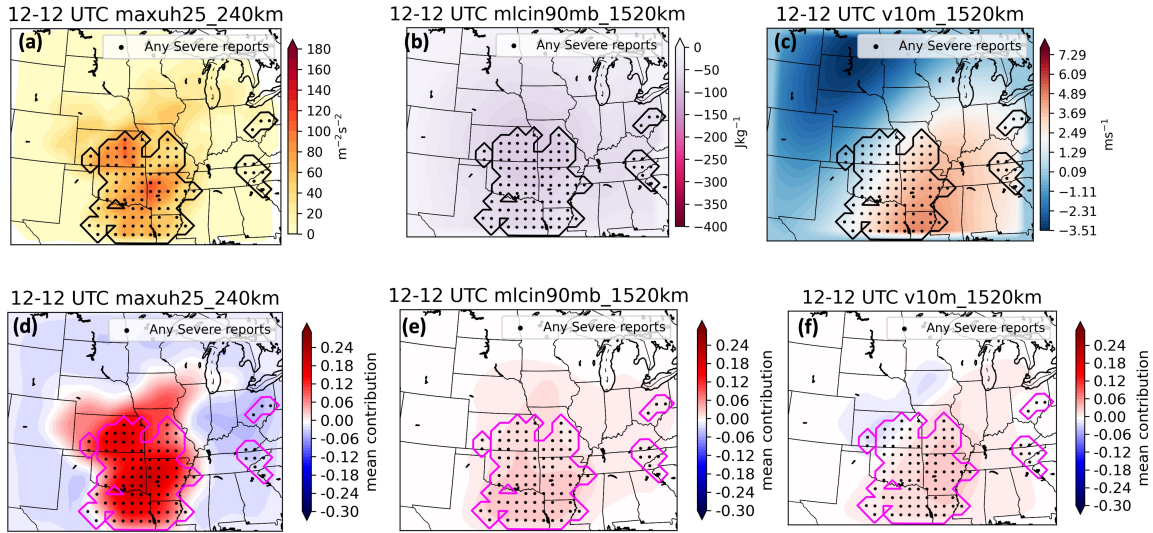 12-12 UTC maxuh25_240km
(a)
Any Severe reports
180
160
140
120
100
80
60
40
20
0
m⁻²s⁻²
12-12 UTC mlcin90mb_1520km
(b)
Any Severe reports
0
−50
−100
−150
−200
−250
−300
−350
−400
Jkg⁻¹
12-12 UTC v10m_1520km
(c)
Any Severe reports
7.29
6.09
4.89
3.69
2.49
1.29
0.09
−1.11
−2.31
−3.51
ms⁻¹
12-12 UTC maxuh25_240km
(d)
Any Severe reports
0.24
0.18
0.12
0.06
0.00
-0.06
-0.12
-0.18
-0.24
-0.30
mean contribution
12-12 UTC mlcin90mb_1520km
(e)
Any Severe reports
0.24
0.18
0.12
0.06
0.00
-0.06
-0.12
-0.18
-0.24
-0.30
mean contribution
12-12 UTC v10m_1520km
(f)
Any Severe reports
0.24
0.18
0.12
0.06
0.00
-0.06
-0.12
-0.18
-0.24
-0.30
mean contribution